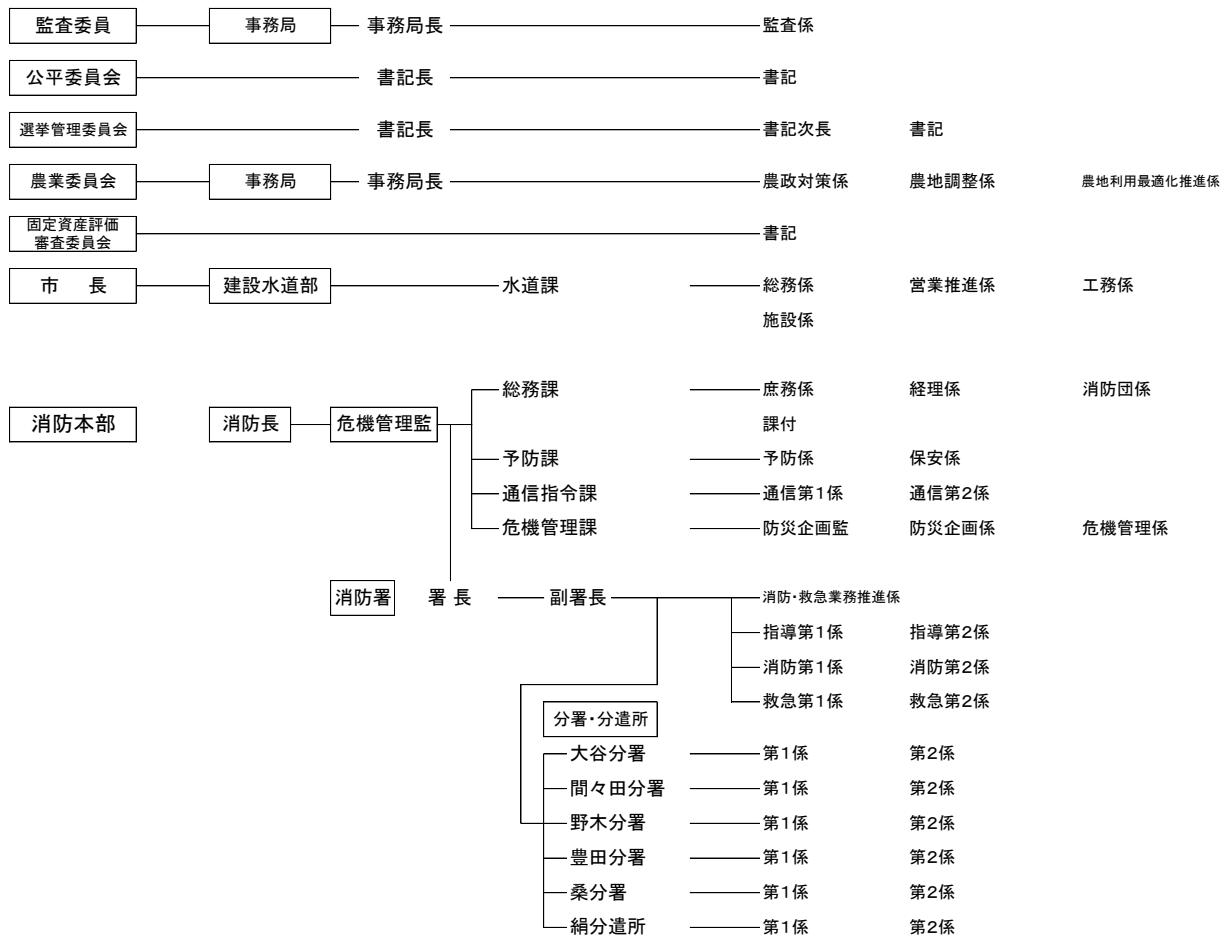 監査委員 事務局 事務局長 監査係
公平委員会 書記長 書記
選挙管理委員会 書記長 書記次長 書記
農業委員会 事務局 事務局長 農政対策係 農地調整係 農地利用最適化推進係
固定資産評価
審査委員会 書記
市 長 建設水道部 水道課 総務係 営業推進係 工務係
施設係
総務課 庶務係 経理係 消防団係
消防本部 消防長 危機管理監 課付
予防課 予防係 保安係
通信指令課 通信第1係 通信第2係
危機管理課 防災企画監 防災企画係 危機管理係
消防署 署 長 副署長 消防・救急業務推進係
指導第1係 指導第2係
消防第1係 消防第2係
救急第1係 救急第2係
分署・分遣所
大谷分署 第1係 第2係
間々田分署 第1係 第2係
野木分署 第1係 第2係
豊田分署 第1係 第2係
桑分署 第1係 第2係
絹分遣所 第1係 第2係